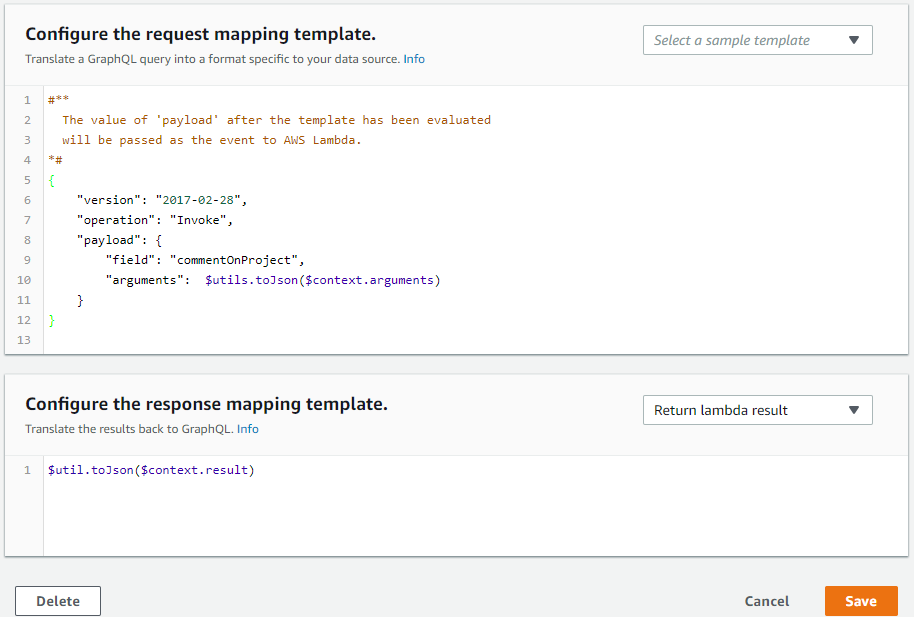 Configure the request mapping template.
Select a sample template
Translate a GraphQL query into a format specific to your data source. Info
1 #**
2   The value of 'payload' after the template has been evaluated
3   will be passed as the event to AWS Lambda.
4 *#
5 {
6     "version": "2017-02-28",
7     "operation": "Invoke",
8     "payload": {
9         "field": "commentOnProject",
10         "arguments":  $utils.toJson($context.arguments)
11     }
12 }
13
Configure the response mapping template.
Return lambda result
Translate the results back to GraphQL. Info
1 $util.toJson($context.result)
Delete
Cancel
Save